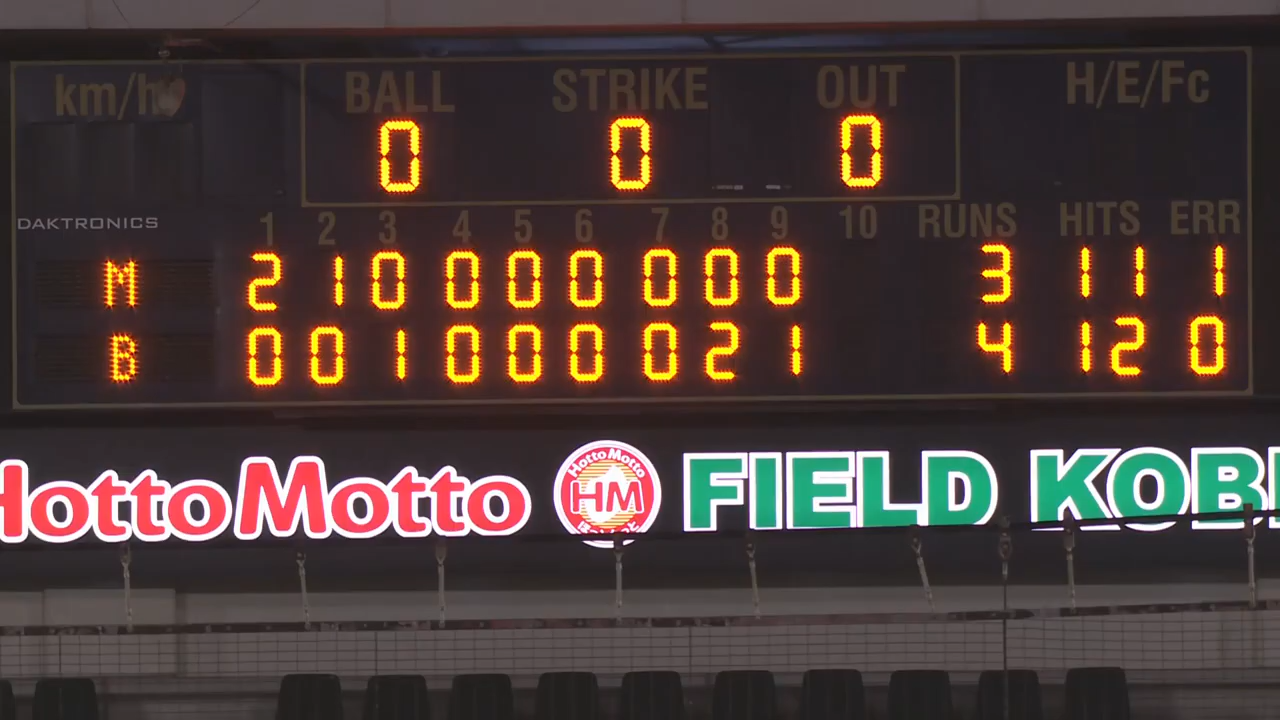 km/h BALL STRIKE OUT H/E/Fc
0 0 0
DAKTRONICS 1 2 3 4 5 6 7 8 9 10 RUNS HITS ERR
M 2 1 0 0 0 0 0 0 0 3 11 1
B 0 0 1 0 0 0 0 2 1 4 12 0
HottoMotto HottoMotto HM FIELD KOBE